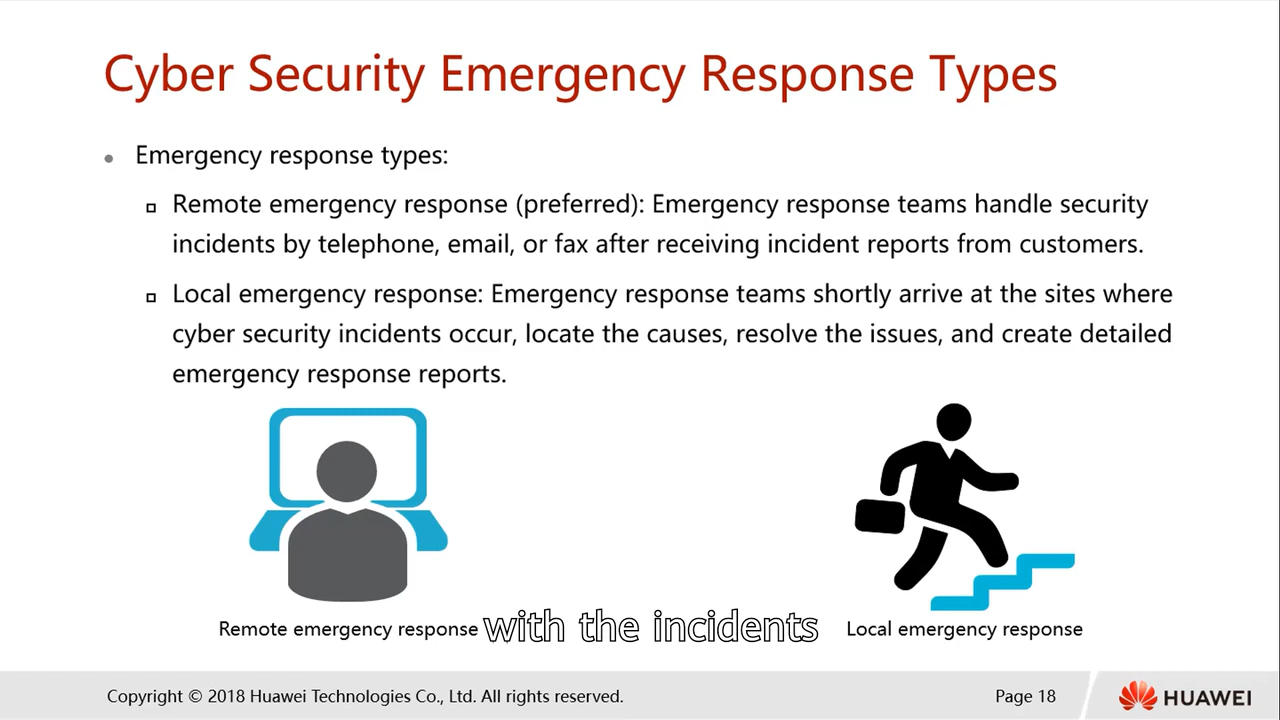 Cyber Security Emergency Response Types
Emergency response types:
Remote emergency response (preferred): Emergency response teams handle security
incidents by telephone, email, or fax after receiving incident reports from customers.
Local emergency response: Emergency response teams shortly arrive at the sites where
cyber security incidents occur, locate the causes, resolve the issues, and create detailed
emergency response reports.
Remote emergency response
with the incidents
Local emergency response
Copyright © 2018 Huawei Technologies Co., Ltd. All rights reserved.
Page 18
HUAWEI